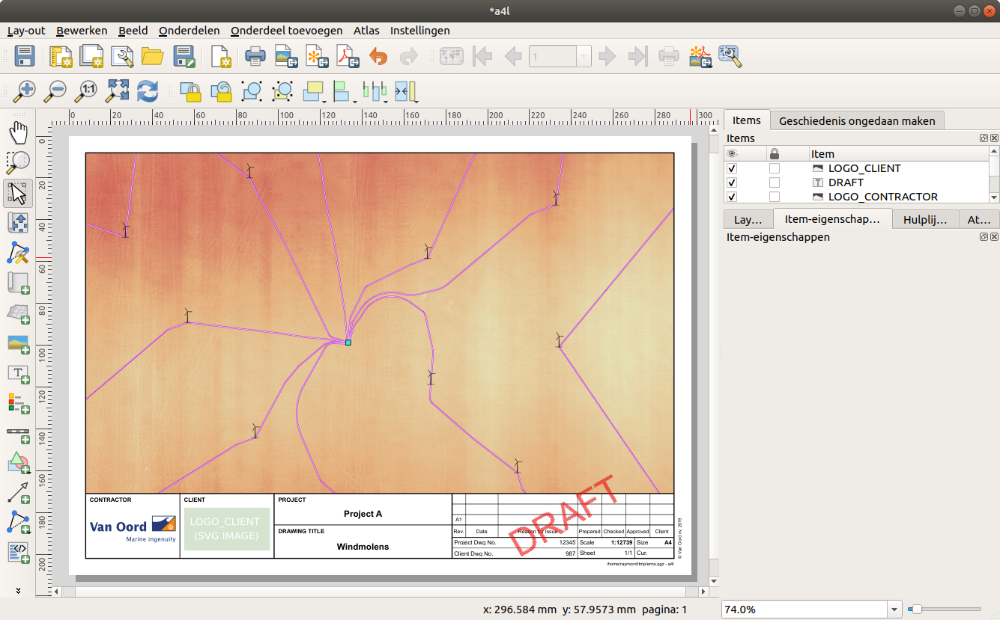 *a4l
Lay-out Bewerken Beeld Onderdelen Onderdeel toevoegen Atlas Instellingen
1
1:1
0 20 40 60 80 100 120 140 160 180 200 220 240 260 280 300
0
20
40
60
80
100
120
140
160
180
200
Items Geschiedenis ongedaan maken
Items
Item
LOGO_CLIENT
DRAFT
LOGO_CONTRACTOR
Lay… Item-eigenschap… Hulplij… At…
Item-eigenschappen
CONTRACTOR
Van Oord
Marine ingenuity
CLIENT
LOGO_CLIENT
(SVG IMAGE)
PROJECT
Project A
DRAWING TITLE
Windmolens
A1
Rev. Date Reason for Issue Prepared Checked Approved Client
Project Dwg No. 12345 Scale 1:12739 Size A4
Client Dwg No. 987 Sheet 1/1 Cur.
DRAFT
© Van Oord nv. 2019
/home/raymond/tmp/erna.qgz - a4l
x: 296.584 mm y: 57.9573 mm pagina: 1
74.0%